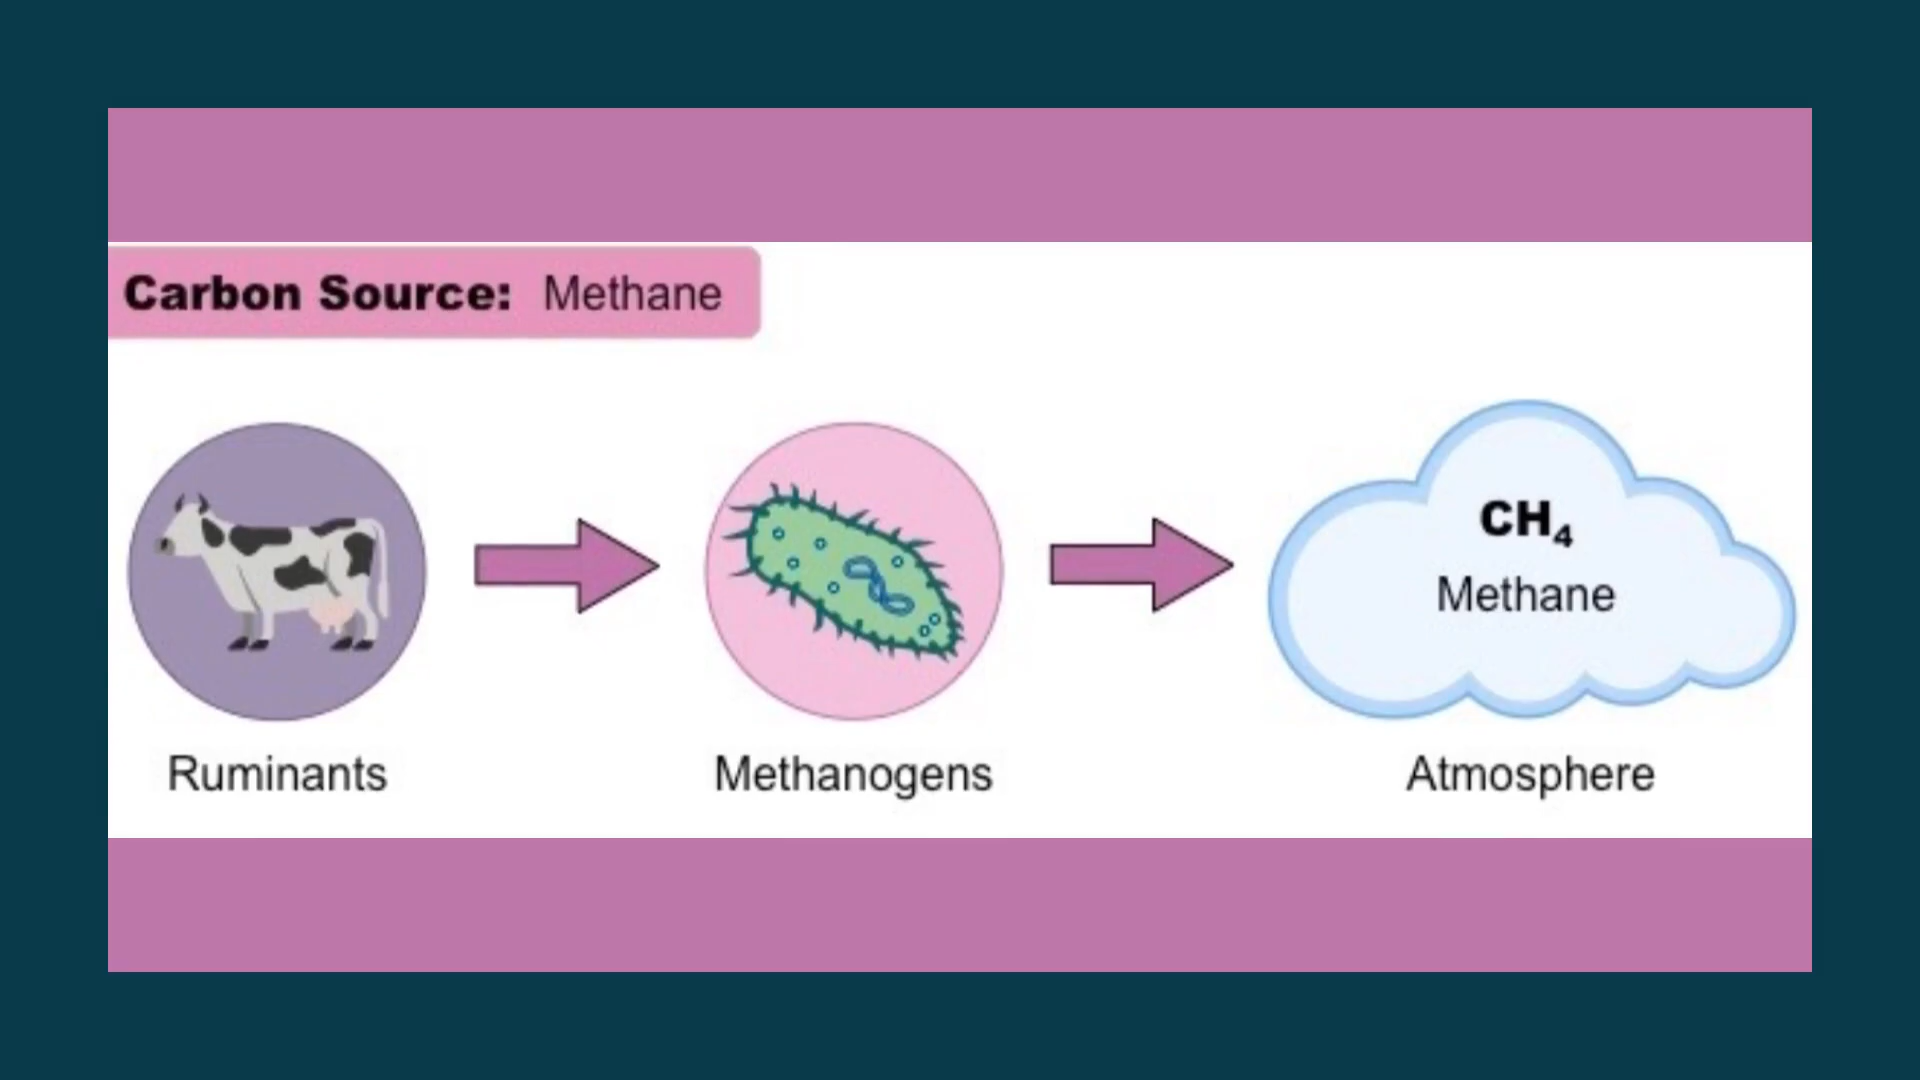 Carbon Source: Methane
CH₄
Methane
Ruminants
Methanogens
Atmosphere